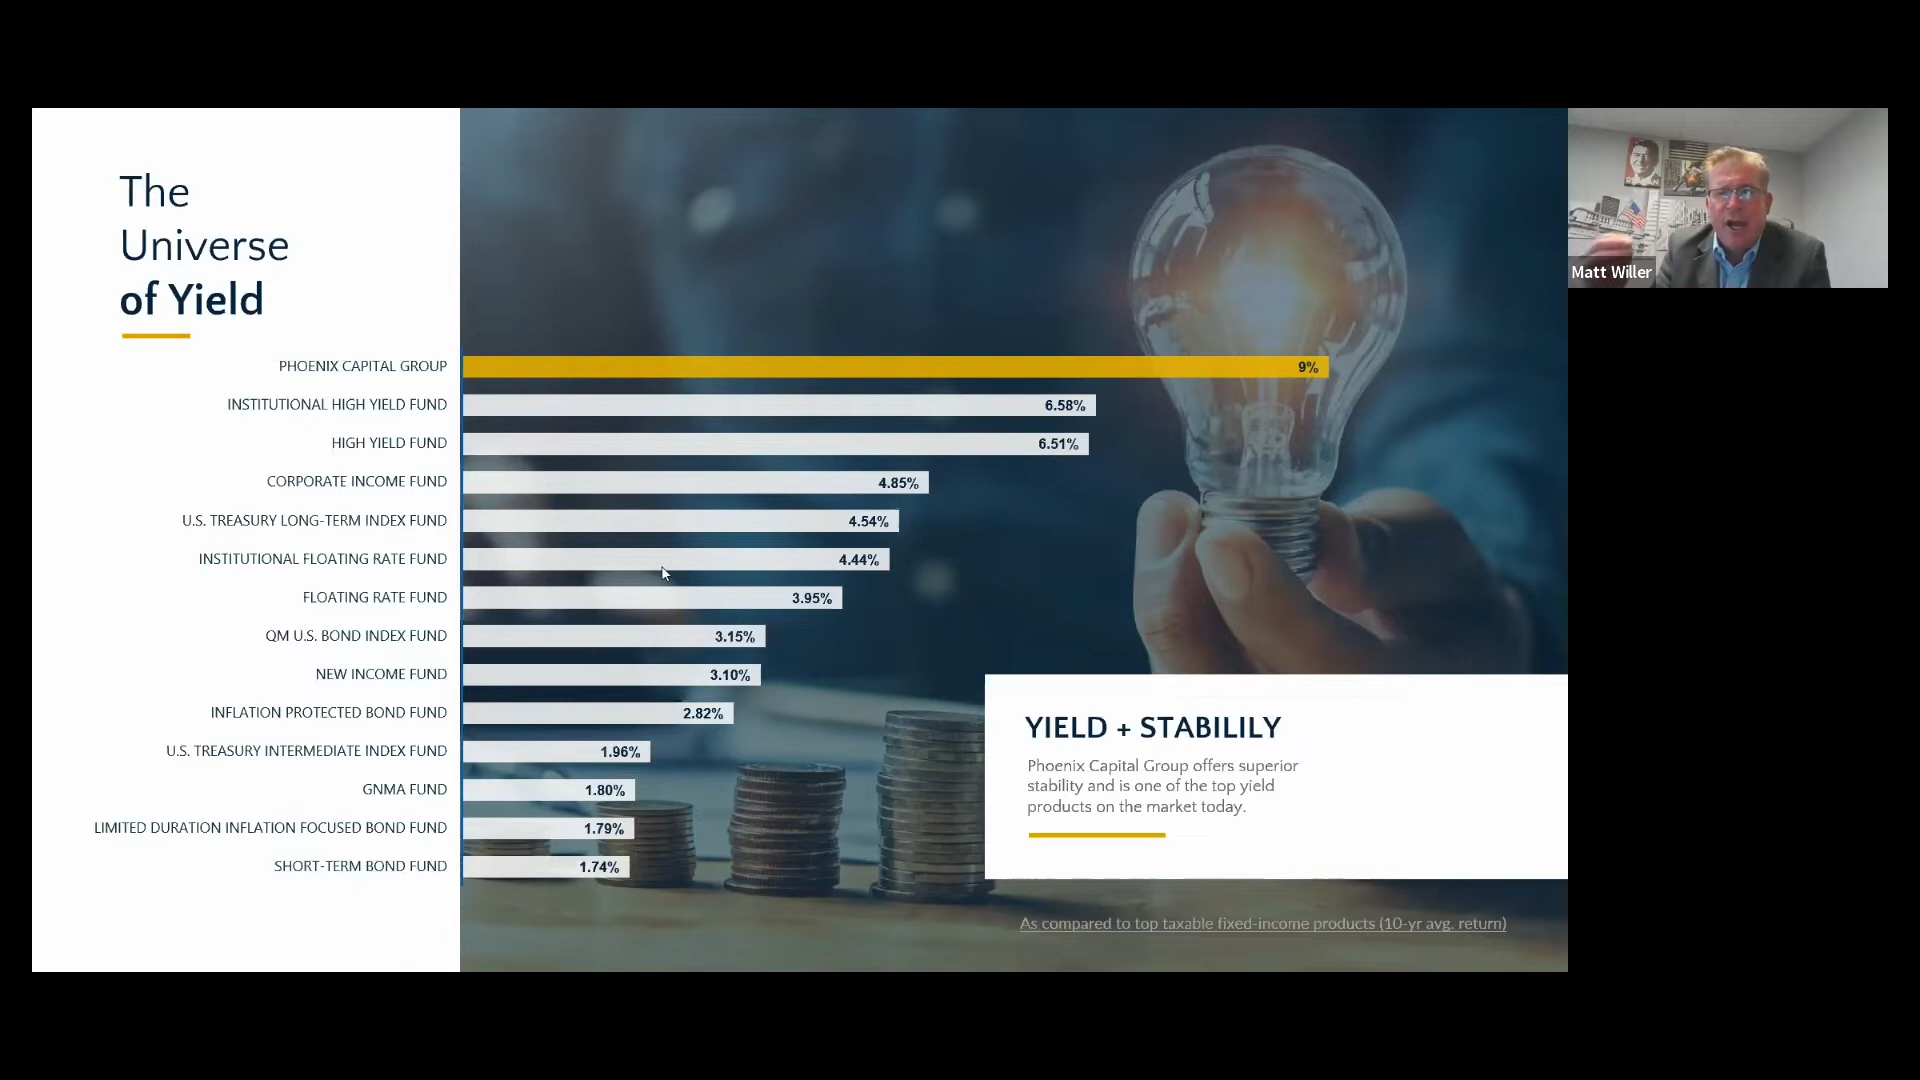 The
Universe
of Yield
PHOENIX CAPITAL GROUP 9%
INSTITUTIONAL HIGH YIELD FUND 6.58%
HIGH YIELD FUND 6.51%
CORPORATE INCOME FUND 4.85%
U.S. TREASURY LONG-TERM INDEX FUND 4.54%
INSTITUTIONAL FLOATING RATE FUND 4.44%
FLOATING RATE FUND 3.95%
QM U.S. BOND INDEX FUND 3.15%
NEW INCOME FUND 3.10%
INFLATION PROTECTED BOND FUND 2.82%
U.S. TREASURY INTERMEDIATE INDEX FUND 1.96%
GNMA FUND 1.80%
LIMITED DURATION INFLATION FOCUSED BOND FUND 1.79%
SHORT-TERM BOND FUND 1.74%
YIELD + STABILILY
Phoenix Capital Group offers superior
stability and is one of the top yield
products on the market today.
As compared to top taxable fixed-income products (10-yr avg. return)
Matt Willer